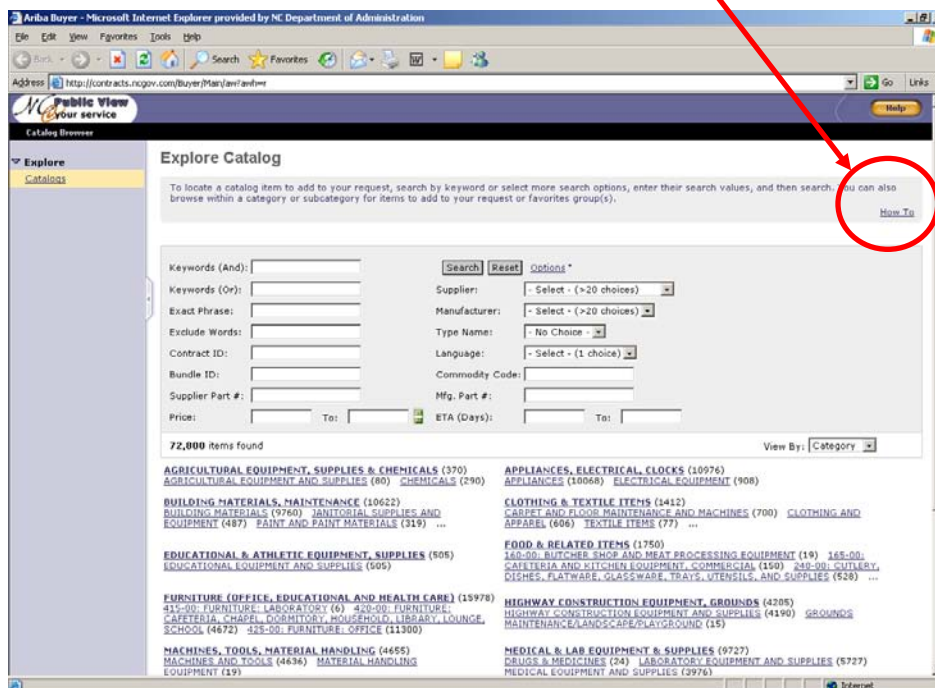 Ariba Buyer - Microsoft Internet Explorer provided by NC Department of Administration
File Edit View Favorites Tools Help
Back Search Favorites
Address http://contracts.ncgov.com/Buyer/Main/aw?awh=r Go Links
NC Public View @your service Help
Catalog Browser
Explore
Catalogs
Explore Catalog
To locate a catalog item to add to your request, search by keyword or select more search options, enter their search values, and then search. You can also
browse within a category or subcategory for items to add to your request or favorites group(s).
How To
Keywords (And): Search Reset Options
Keywords (Or): Supplier: - Select - (>20 choices)
Exact Phrase: Manufacturer: - Select - (>20 choices)
Exclude Words: Type Name: - No Choice -
Contract ID: Language: - Select - (1 choice)
Bundle ID: Commodity Code:
Supplier Part #: Mfg. Part #:
Price: To: ETA (Days): To:
72,800 items found View By: Category
AGRICULTURAL EQUIPMENT, SUPPLIES & CHEMICALS (370)
AGRICULTURAL EQUIPMENT AND SUPPLIES (80) CHEMICALS (290)
APPLIANCES, ELECTRICAL, CLOCKS (10976)
APPLIANCES (10068) ELECTRICAL EQUIPMENT (908)
BUILDING MATERIALS, MAINTENANCE (10622)
BUILDING MATERIALS (9760) JANITORIAL SUPPLIES AND
EQUIPMENT (487) PAINT AND PAINT MATERIALS (319) ...
CLOTHING & TEXTILE ITEMS (1412)
CARPET AND FLOOR MAINTENANCE AND MACHINES (700) CLOTHING AND
APPAREL (606) TEXTILE ITEMS (77) ...
EDUCATIONAL & ATHLETIC EQUIPMENT, SUPPLIES (505)
EDUCATIONAL EQUIPMENT AND SUPPLIES (505)
FOOD & RELATED ITEMS (1750)
160-00: BUTCHER SHOP AND MEAT PROCESSING EQUIPMENT (19) 165-00:
CAFETERIA AND KITCHEN EQUIPMENT, COMMERCIAL (150) 240-00: CUTLERY,
DISHES, FLATWARE, GLASSWARE, TRAYS, UTENSILS, AND SUPPLIES (528) ...
FURNITURE (OFFICE, EDUCATIONAL AND HEALTH CARE) (15978)
415-00: FURNITURE: LABORATORY (6) 420-00: FURNITURE:
CAFETERIA, CHAPEL, DORMITORY, HOUSEHOLD, LIBRARY, LOUNGE,
SCHOOL (4672) 425-00: FURNITURE: OFFICE (11300)
HIGHWAY CONSTRUCTION EQUIPMENT, GROUNDS (4205)
HIGHWAY CONSTRUCTION EQUIPMENT AND SUPPLIES (4190) GROUNDS
MAINTENANCE/LANDSCAPE/PLAYGROUND (15)
MACHINES, TOOLS, MATERIAL HANDLING (4655)
MACHINES AND TOOLS (4636) MATERIAL HANDLING
EQUIPMENT (19)
MEDICAL & LAB EQUIPMENT & SUPPLIES (9727)
DRUGS & MEDICINES (24) LABORATORY EQUIPMENT AND SUPPLIES (5727)
MEDICAL EQUIPMENT AND SUPPLIES (3976)
Internet